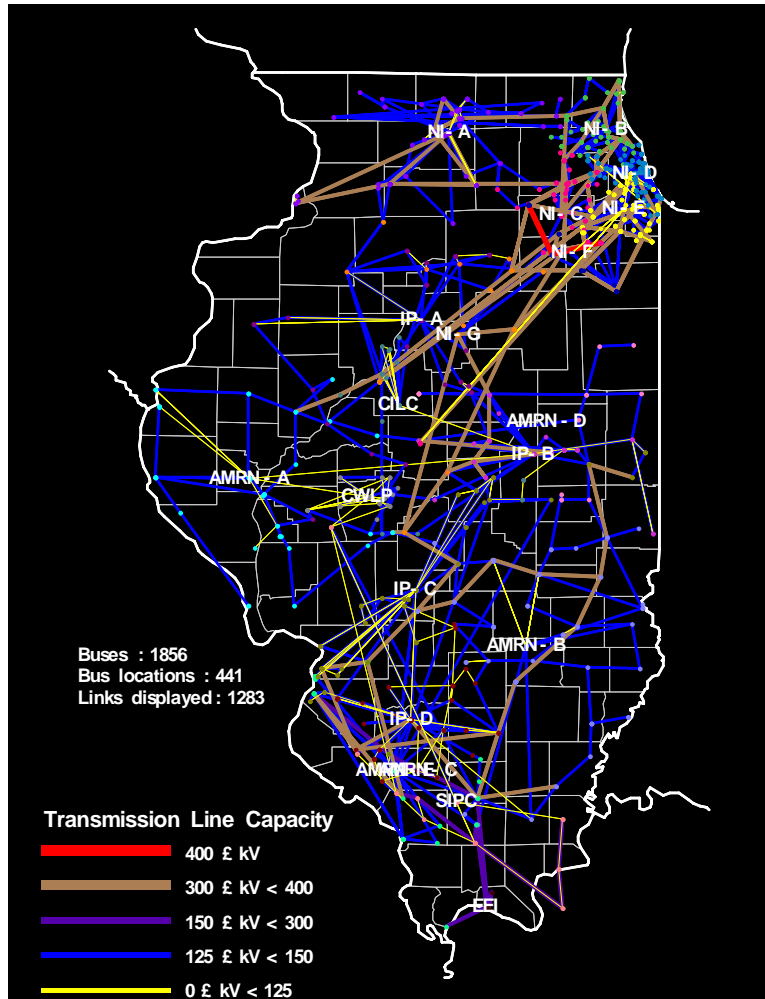 NI - A
NI - B
NI - D
NI - C
NI - E
NI - F
IP - A
NI - G
CILC
AMRN - D
IP - B
AMRN - A
CWLP
IP - C
AMRN - B
Buses : 1856
Bus locations : 441
Links displayed : 1283
IP - D
SIPC
Transmission Line Capacity
400 £ kV
300 £ kV < 400
150 £ kV < 300
EEI
125 £ kV < 150
0 £ kV < 125